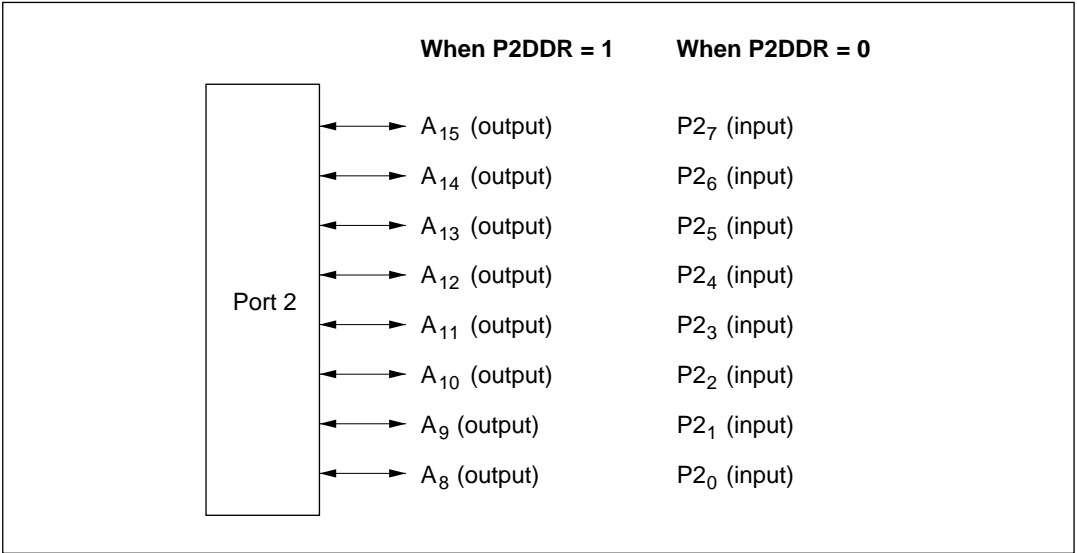 When P2DDR = 1 When P2DDR = 0
A15 (output) P27 (input)
A14 (output) P26 (input)
A13 (output) P25 (input)
A12 (output) P24 (input)
Port 2
A11 (output) P23 (input)
A10 (output) P22 (input)
A9 (output) P21 (input)
A8 (output) P20 (input)